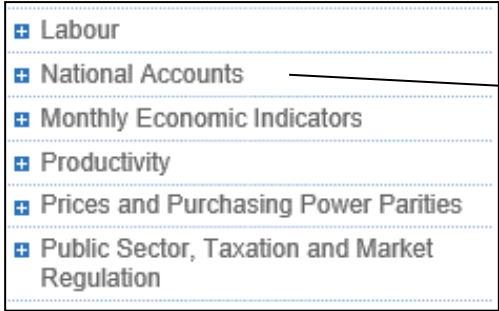 Labour
National Accounts
Monthly Economic Indicators
Productivity
Prices and Purchasing Power Parities
Public Sector, Taxation and Market
Regulation